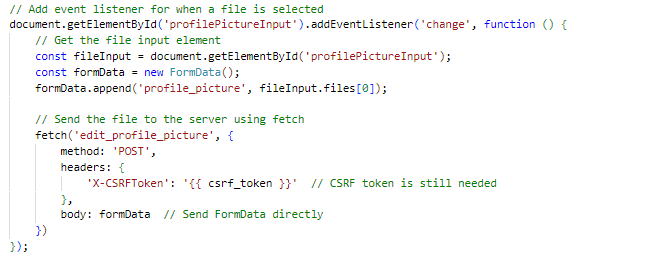 // Add event listener for when a file is selected
document.getElementById('profilePictureInput').addEventListener('change', function () {
    // Get the file input element
    const fileInput = document.getElementById('profilePictureInput');
    const formData = new FormData();
    formData.append('profile_picture', fileInput.files[0]);

    // Send the file to the server using fetch
    fetch('edit_profile_picture', {
        method: 'POST',
        headers: {
            'X-CSRFToken': '{{ csrf_token }}'  // CSRF token is still needed
        },
        body: formData  // Send FormData directly
    })
});